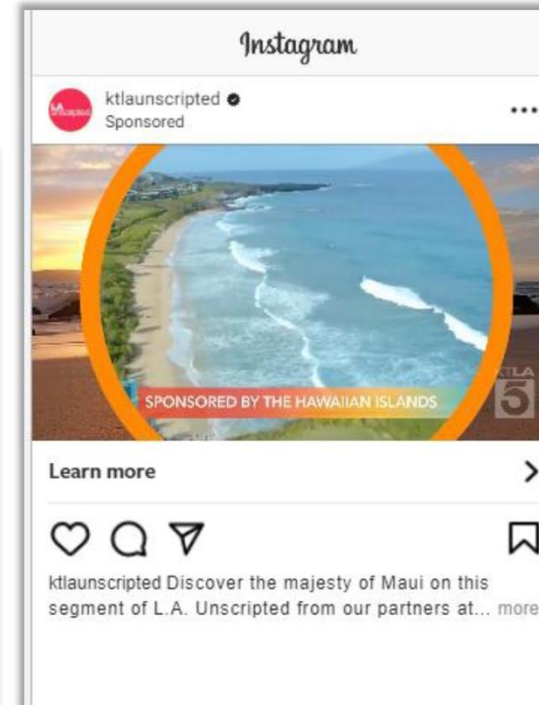 Instagram
ktlaunscripted
Sponsored
LA
SPONSORED BY THE HAWAIIAN ISLANDS
KTLA
5
Learn more
ktlaunscripted Discover the majesty of Maui on this
segment of L.A. Unscripted from our partners at... more